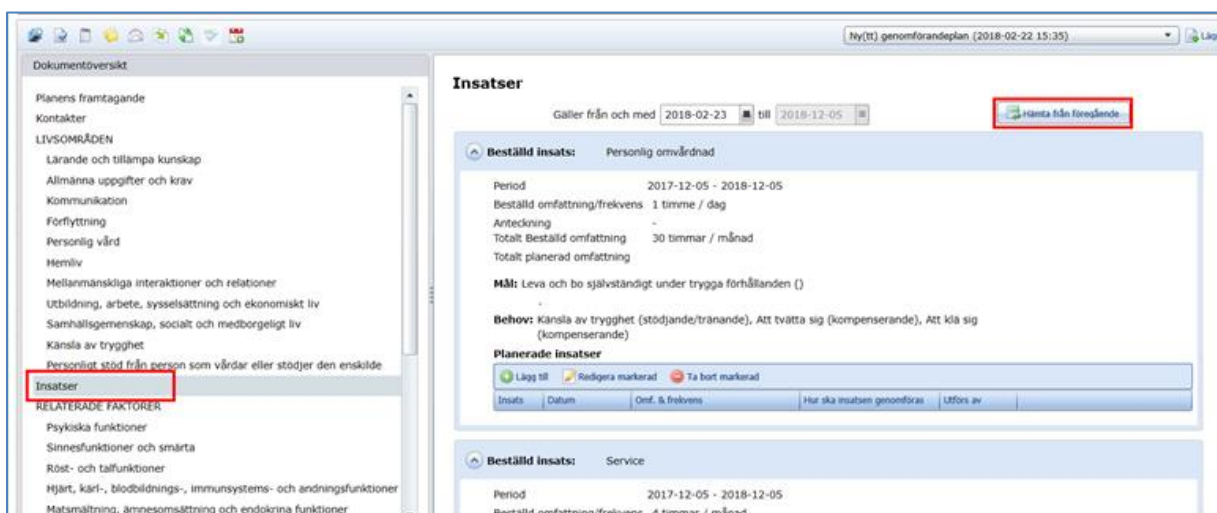 Ny(tt) genomförandeplan (2018-02-22 15:35)
Dokumentöversikt
Planens framtagande
Kontakter
LIVSOMRÅDEN
Lärande och tillämpa kunskap
Allmänna uppgifter och krav
Kommunikation
Förflyttning
Personlig vård
Hemliv
Mellanmänskliga interaktioner och relationer
Utbildning, arbete, sysselsättning och ekonomiskt liv
Samhällsgemenskap, socialt och medborgeligt liv
Känsla av trygghet
Personligt stöd från person som vårdar eller stödjer den enskilde
Insatser
RELATERADE FAKTORER
Psykiska funktioner
Sinnesfunktioner och smärta
Röst- och talfunktioner
Hjärt, kärl-, blodbildnings-, immunsystems- och andningsfunktioner
Matsmältning, ämnesomsättning och endokrina funktioner
Insatser
Gäller från och med 2018-02-23 till 2018-12-05
Hämta från föregående
Beställd insats: Personlig omvårdnad
Period 2017-12-05 - 2018-12-05
Beställd omfattning/frekvens 1 timme / dag
Anteckning -
Totalt Beställd omfattning 30 timmar / månad
Totalt planerad omfattning
Mål: Leva och bo självständigt under trygga förhållanden ()
-
Behov: Känsla av trygghet (stödjande/tränande), Att tvätta sig (kompenserande), Att klä sig
(kompenserande)
Planerade insatser
Lägg till Redigera markerad Ta bort markerad
Insats Datum Omf. & frekvens Hur ska insatsen genomföras Utförs av
Beställd insats: Service
Period 2017-12-05 - 2018-12-05
Beställd omfattning/frekvens 4 timmar / månad